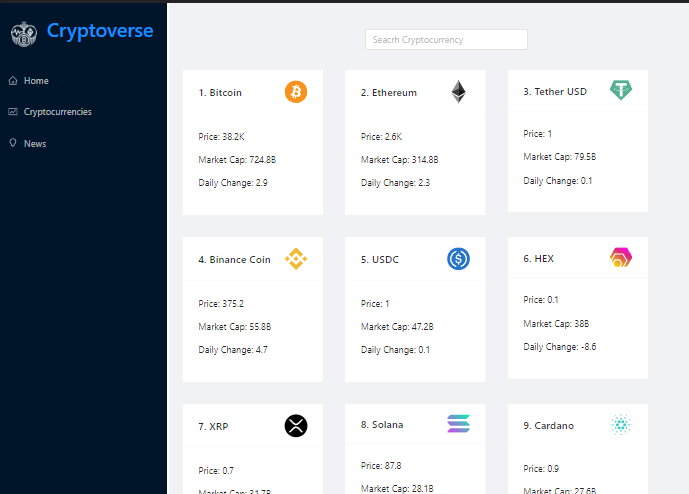 Cryptoverse
Home
Cryptocurrencies
News
Seacrh Cryptocurrency
1. Bitcoin
Price: 38.2K
Market Cap: 724.8B
Daily Change: 2.9
2. Ethereum
Price: 2.6K
Market Cap: 314.8B
Daily Change: 2.3
3. Tether USD
Price: 1
Market Cap: 79.5B
Daily Change: 0.1
4. Binance Coin
Price: 375.2
Market Cap: 55.8B
Daily Change: 4.7
5. USDC
Price: 1
Market Cap: 47.2B
Daily Change: 0.1
6. HEX
Price: 0.1
Market Cap: 38B
Daily Change: -8.6
7. XRP
Price: 0.7
Market Cap: 31.7B
8. Solana
Price: 87.8
Market Cap: 28.1B
9. Cardano
Price: 0.9
Market Cap: 27.6B